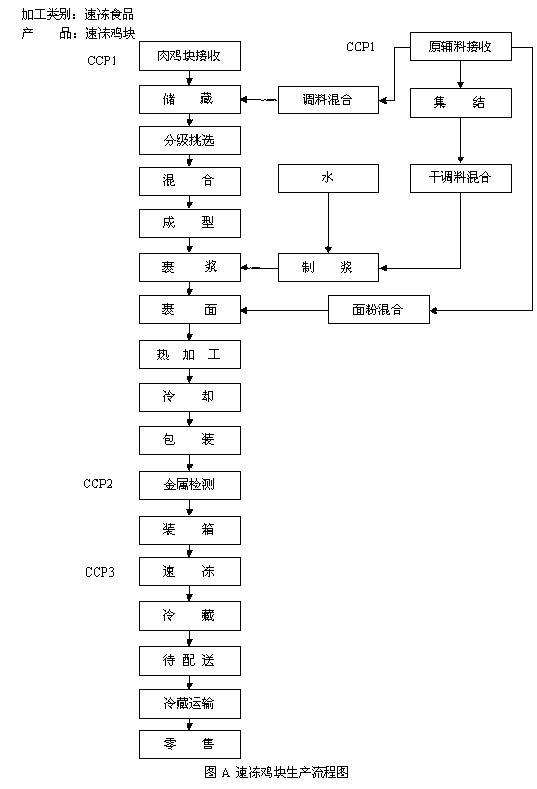 加工类别：速冻食品
产　　品：速冻鸡块
CCP1 肉鸡块接收 CCP1 原辅料接收
储　藏 调料混合 集　结
分级挑选
混　合 水 干调料混合
成　型
裹　浆 制　浆
裹　面 面粉混合
热 加 工
冷　却
包　装
CCP2 金属检测
装　箱
CCP3 速　冻
冷　藏
待 配 送
冷藏运输
零　售
图 A 速冻鸡块生产流程图